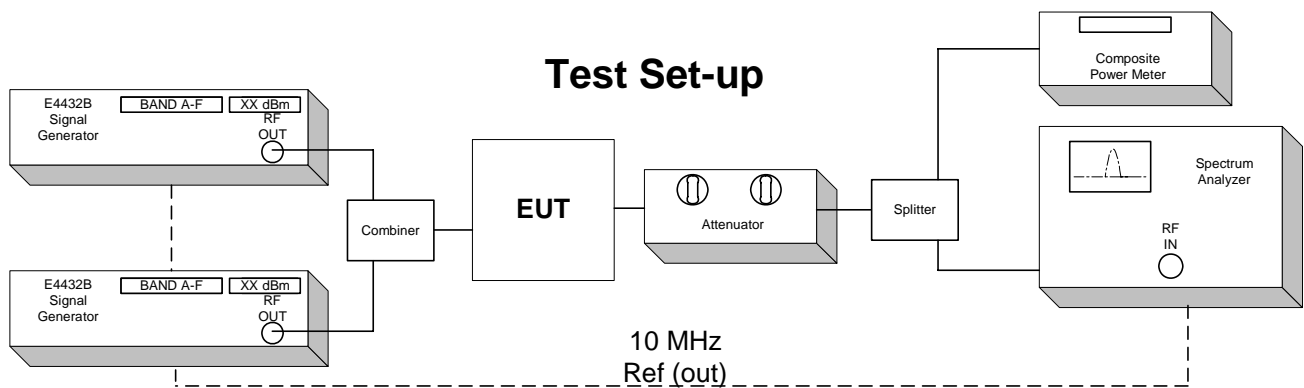 Test Set-up
E4432B
Signal
Generator
BAND A-F
XX dBm
RF
OUT
E4432B
Signal
Generator
BAND A-F
XX dBm
RF
OUT
Combiner
EUT
Attenuator
Splitter
Composite
Power Meter
Spectrum
Analyzer
RF
IN
10 MHz
Ref (out)